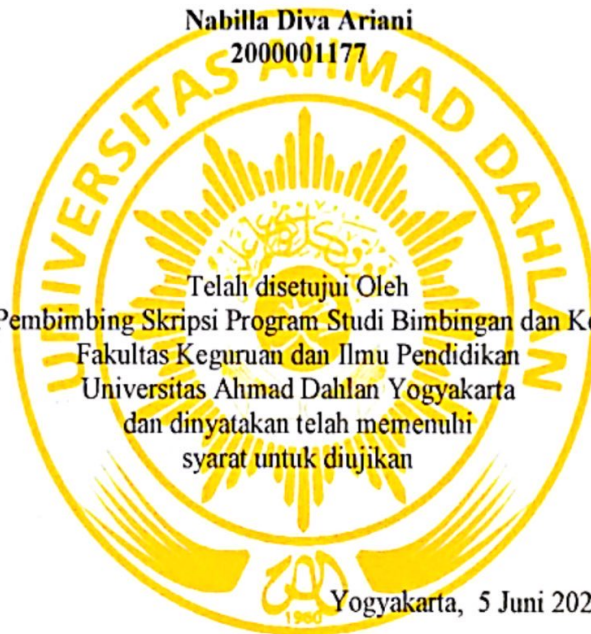 Nabilla Diva Ariani
2000001177
UNIVERSITAS AHMAD DAHLAN
Telah disetujui Oleh
Pembimbing Skripsi Program Studi Bimbingan dan Ko
Fakultas Keguruan dan Ilmu Pendidikan
Universitas Ahmad Dahlan Yogyakarta
dan dinyatakan telah memenuhi
syarat untuk diujikan
1960
Yogyakarta, 5 Juni 202